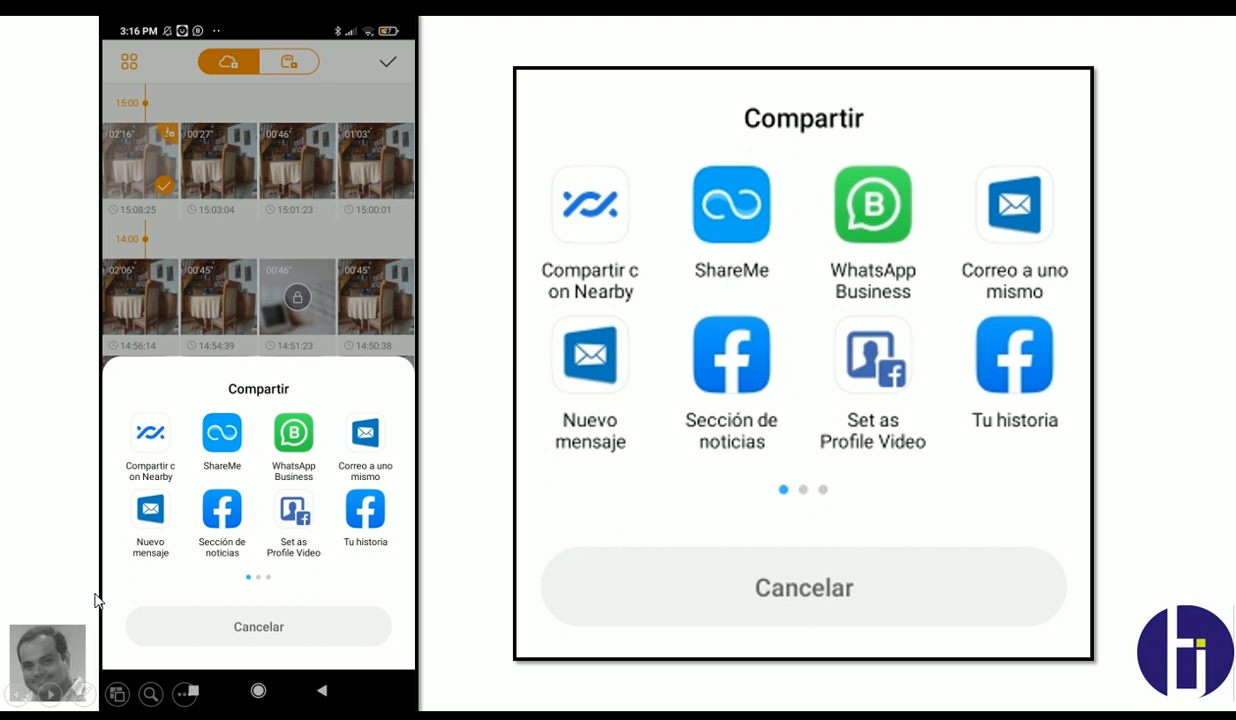 3:16 PM
15:00
02'16" 00'27" 00'46" 01'03"
15:08:25 15:03:04 15:01:23 15:00:01
14:00
02'06" 00'45" 00'46" 00'45"
14:56:14 14:54:39 14:51:23 14:50:38
Compartir
Compartir c
on Nearby
ShareMe
WhatsApp
Business
Correo a uno
mismo
Nuevo
mensaje
Sección de
noticias
Set as
Profile Video
Tu historia
Cancelar
Compartir
Compartir c
on Nearby
ShareMe
WhatsApp
Business
Correo a uno
mismo
Nuevo
mensaje
Sección de
noticias
Set as
Profile Video
Tu historia
Cancelar